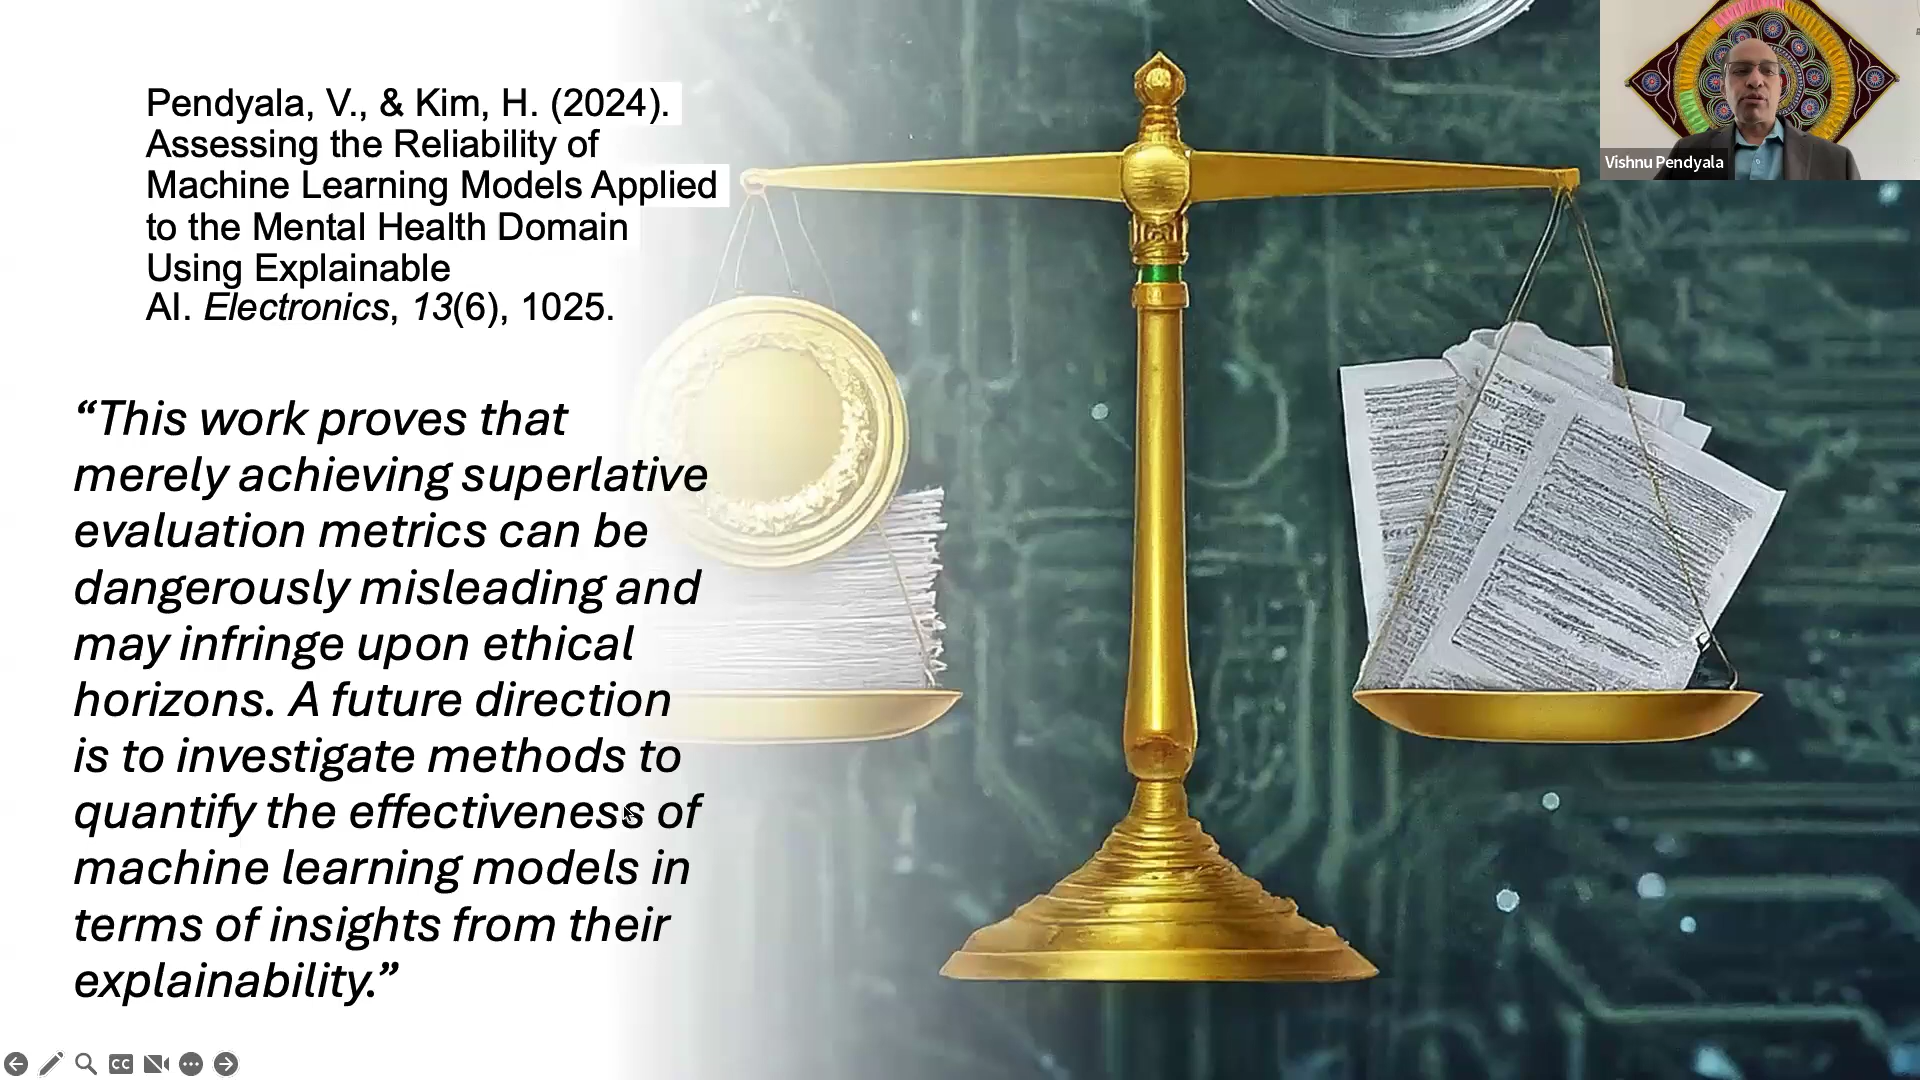 Pendyala, V., & Kim, H. (2024).
Assessing the Reliability of
Machine Learning Models Applied
to the Mental Health Domain
Using Explainable
AI. Electronics, 13(6), 1025.
“This work proves that
merely achieving superlative
evaluation metrics can be
dangerously misleading and
may infringe upon ethical
horizons. A future direction
is to investigate methods to
quantify the effectiveness of
machine learning models in
terms of insights from their
explainability.”
Vishnu Pendyala
CC